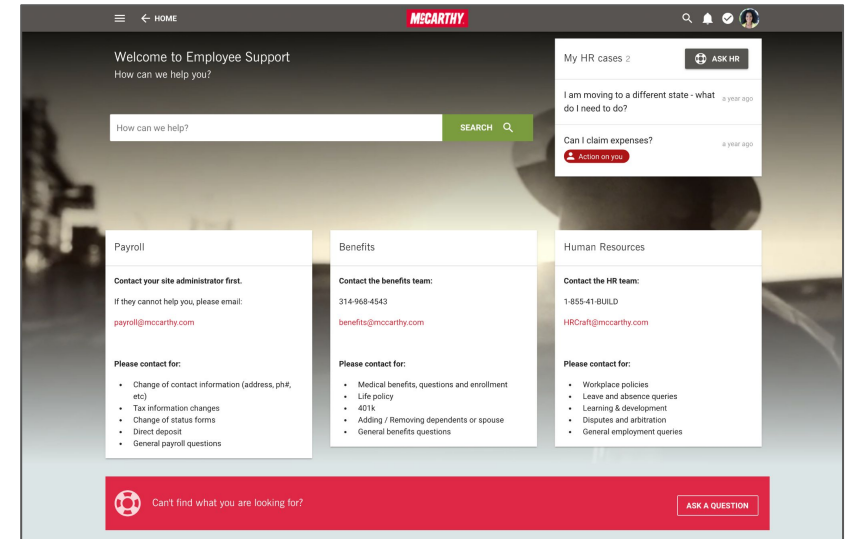 HOME
McCARTHY.
Welcome to Employee Support
How can we help you?
How can we help?
SEARCH
My HR cases 2
ASK HR
I am moving to a different state - what
do I need to do?
a year ago
Can I claim expenses?
a year ago
Action on you
Payroll
Contact your site administrator first.
If they cannot help you, please email:
payroll@mccarthy.com
Please contact for:
• Change of contact information (address, ph#,
etc)
• Tax information changes
• Change of status forms
• Direct deposit
• General payroll questions
Benefits
Contact the benefits team:
314-968-4543
benefits@mccarthy.com
Please contact for:
• Medical benefits, questions and enrollment
• Life policy
• 401k
• Adding / Removing dependents or spouse
• General benefits questions
Human Resources
Contact the HR team:
1-855-41-BUILD
HRCraft@mccarthy.com
Please contact for:
• Workplace policies
• Leave and absence queries
• Learning & development
• Disputes and arbitration
• General employment queries
Can't find what you are looking for?
ASK A QUESTION